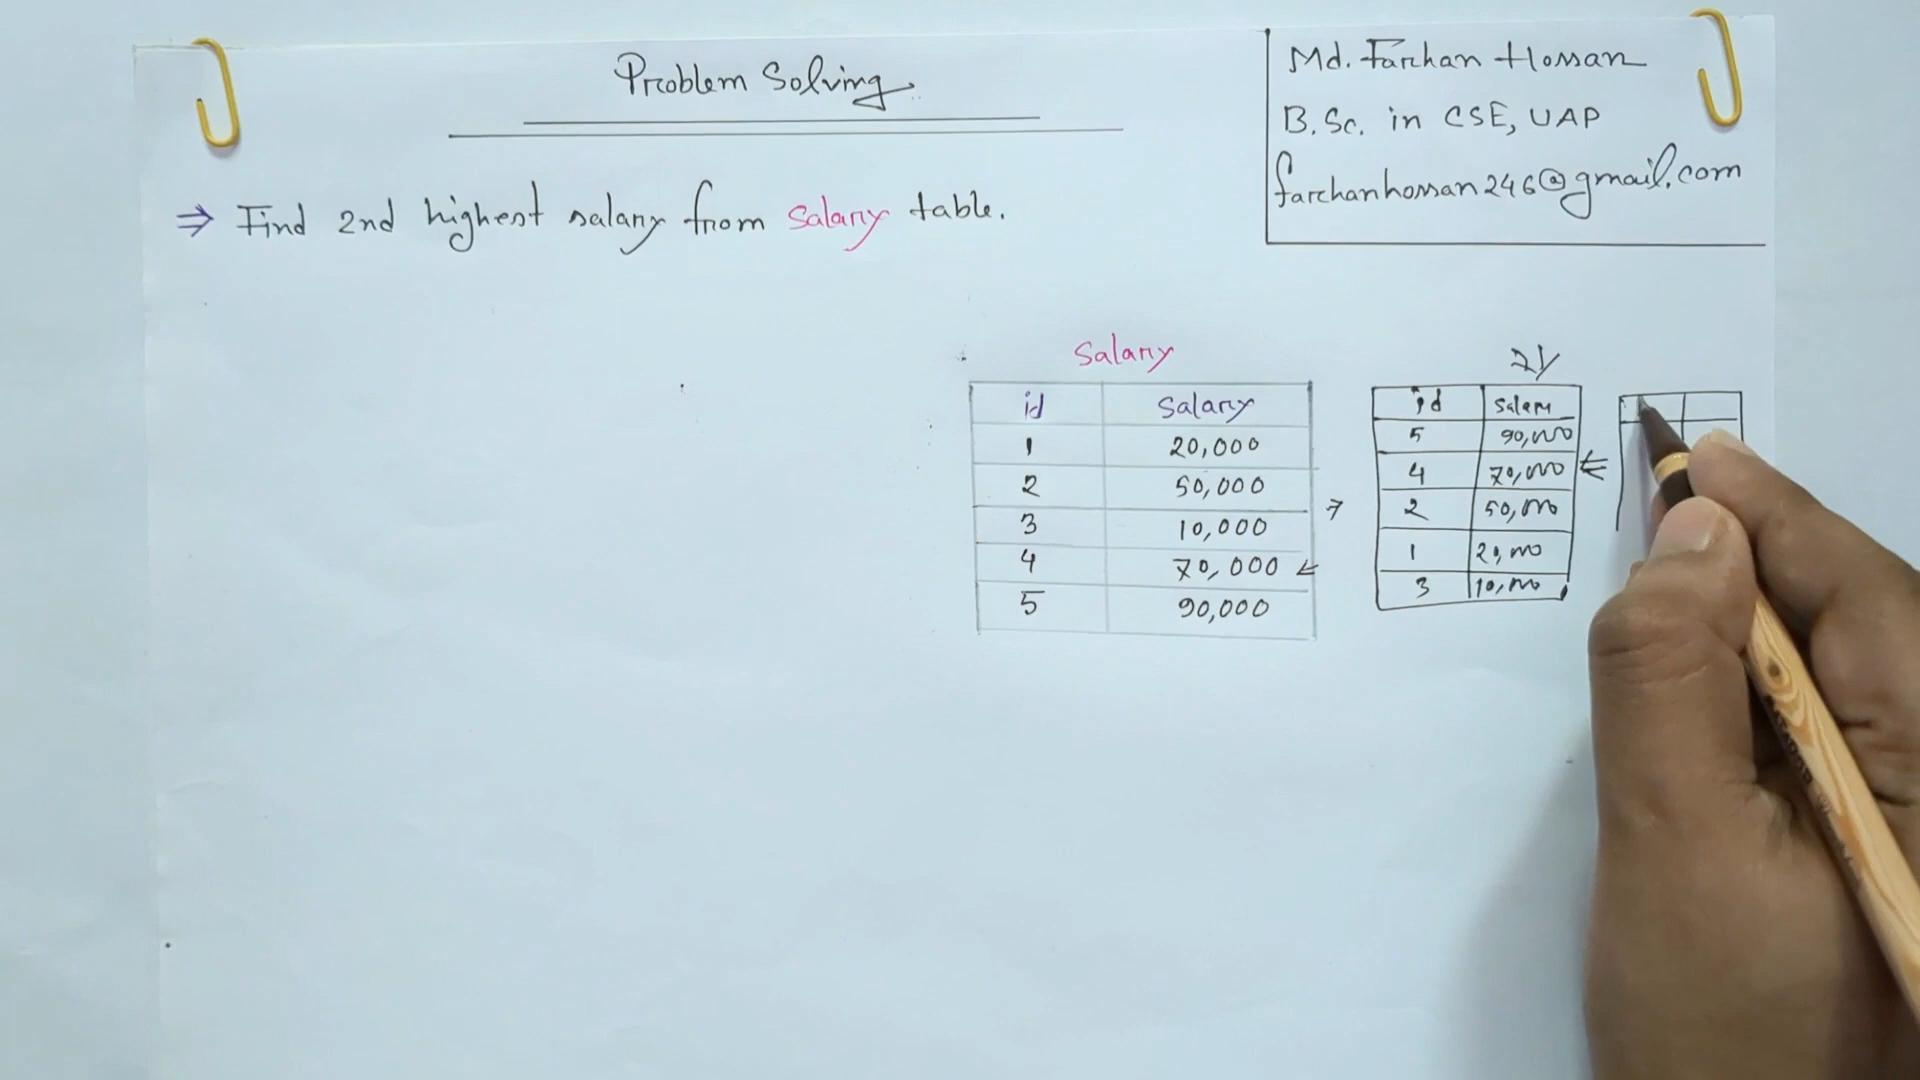 Problem Solving
Md. Farhan Hossan
B.Sc. in CSE, UAP
farhanhossan246@gmail.com
⇒ Find 2nd highest salary from Salary table.
Salary
id Salary
1 20,000
2 50,000
3 10,000
4 70,000
5 90,000
id Salary
5 90,000
4 70,000
2 50,000
1 20,000
3 10,000